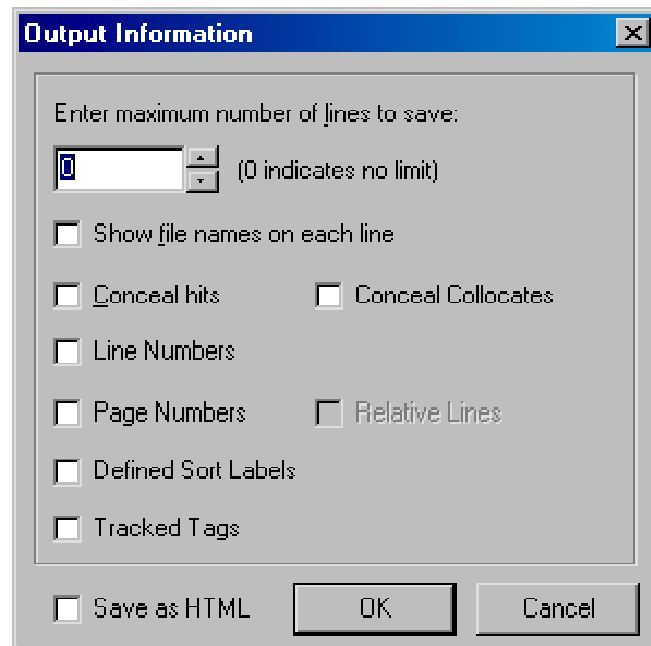 Output Information
Enter maximum number of lines to save:
0 (0 indicates no limit)
Show file names on each line
Conceal hits Conceal Collocates
Line Numbers
Page Numbers Relative Lines
Defined Sort Labels
Tracked Tags
Save as HTML OK Cancel